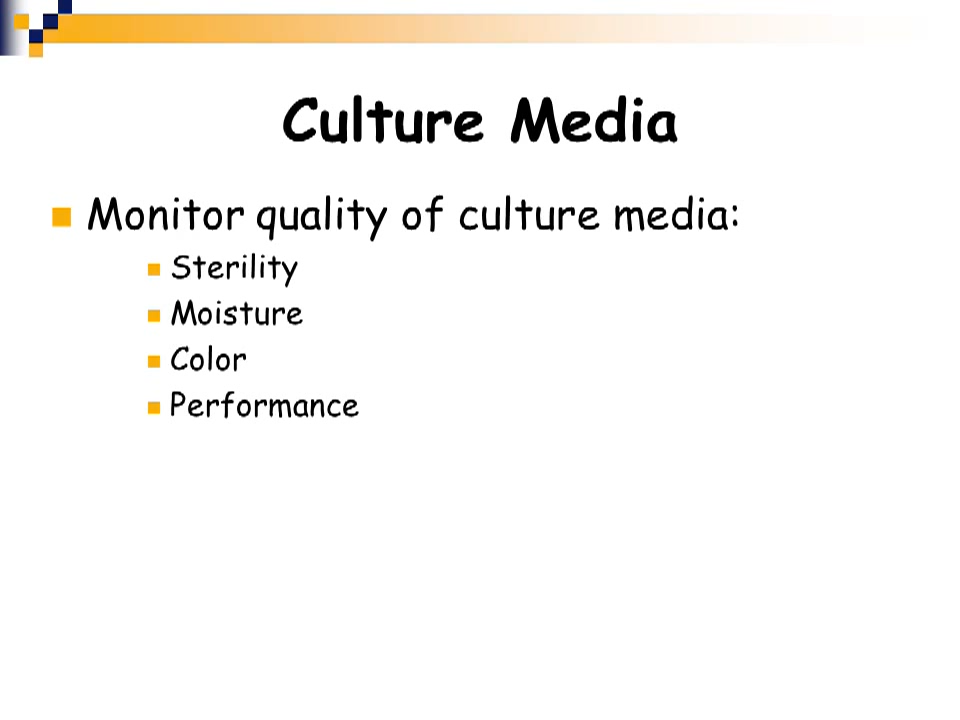 Culture Media
Monitor quality of culture media:
Sterility
Moisture
Color
Performance